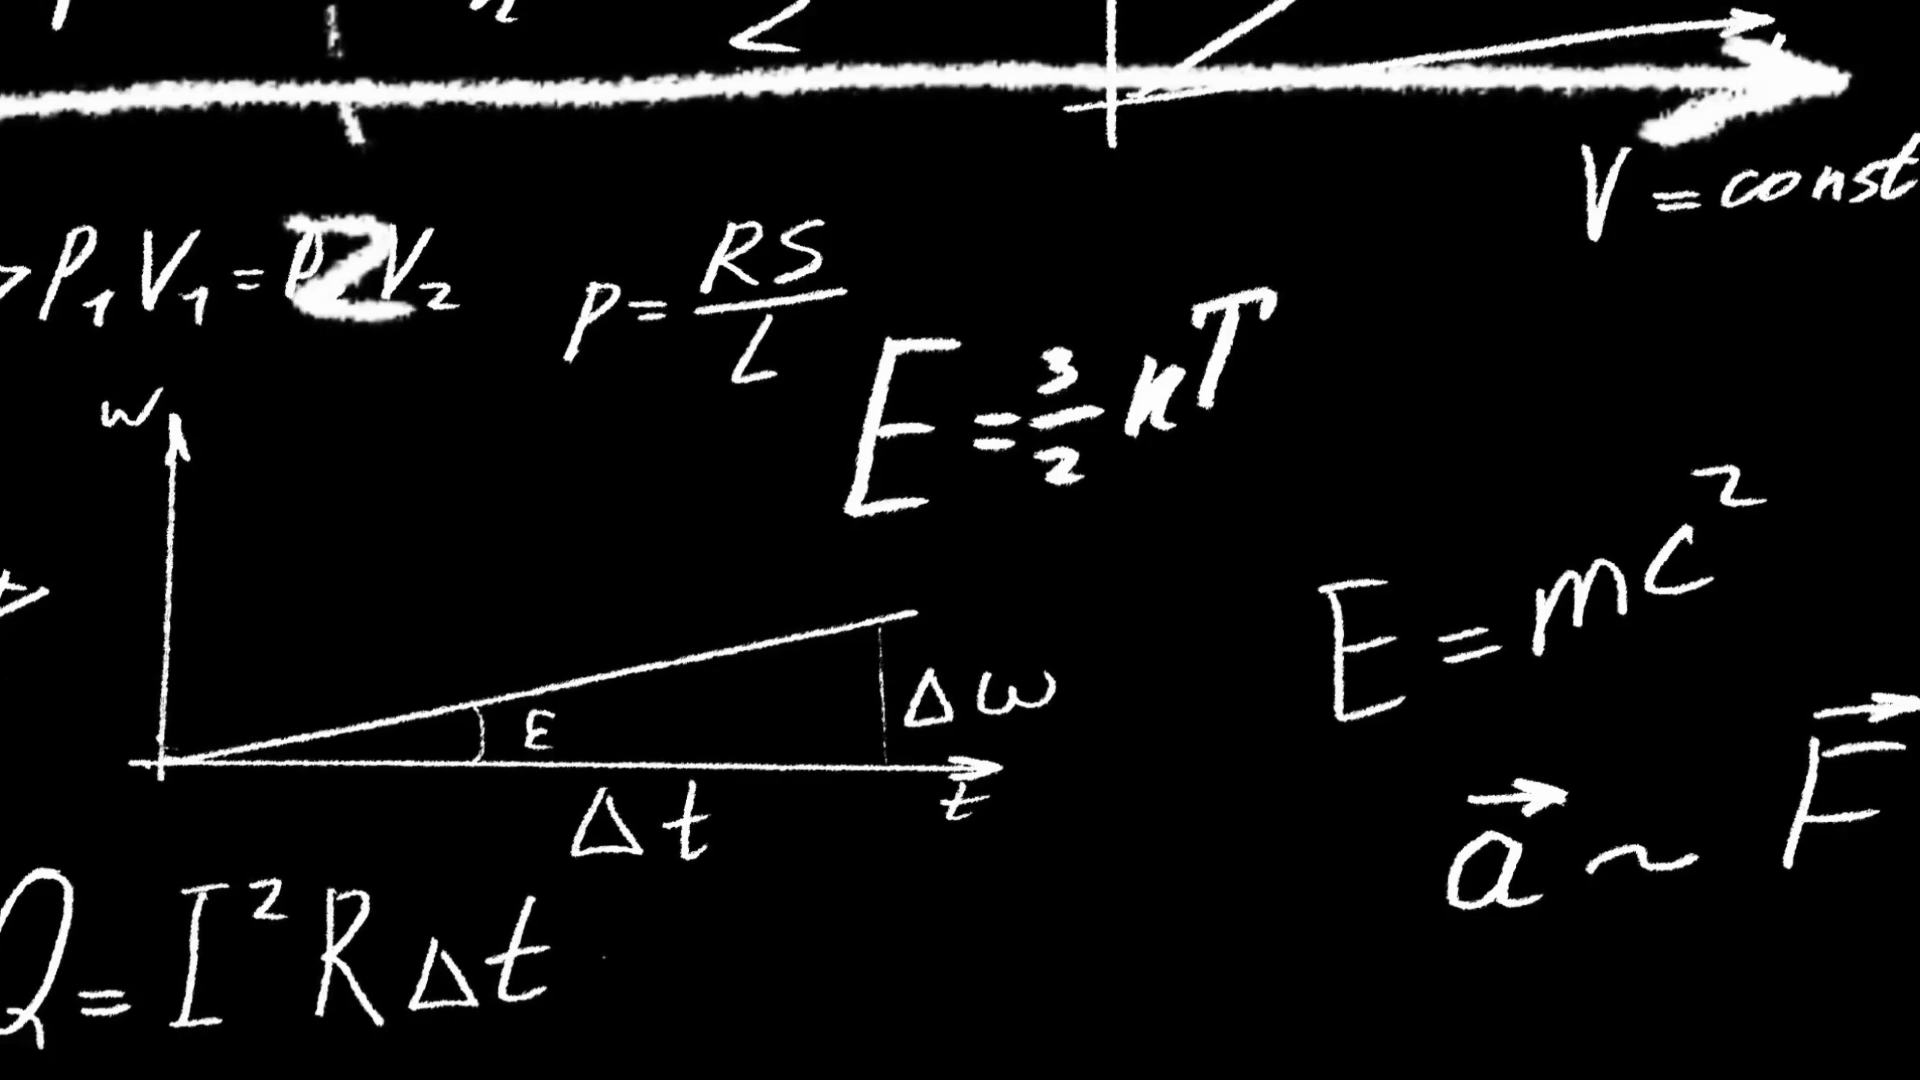 V = const
P₁V₁ = P₂V₂
p = RS/L
E = 3/2 kT
w
E = mc²
ε
Δω
t
Δt
a⃗ ~ F⃗
Q = I²RΔt